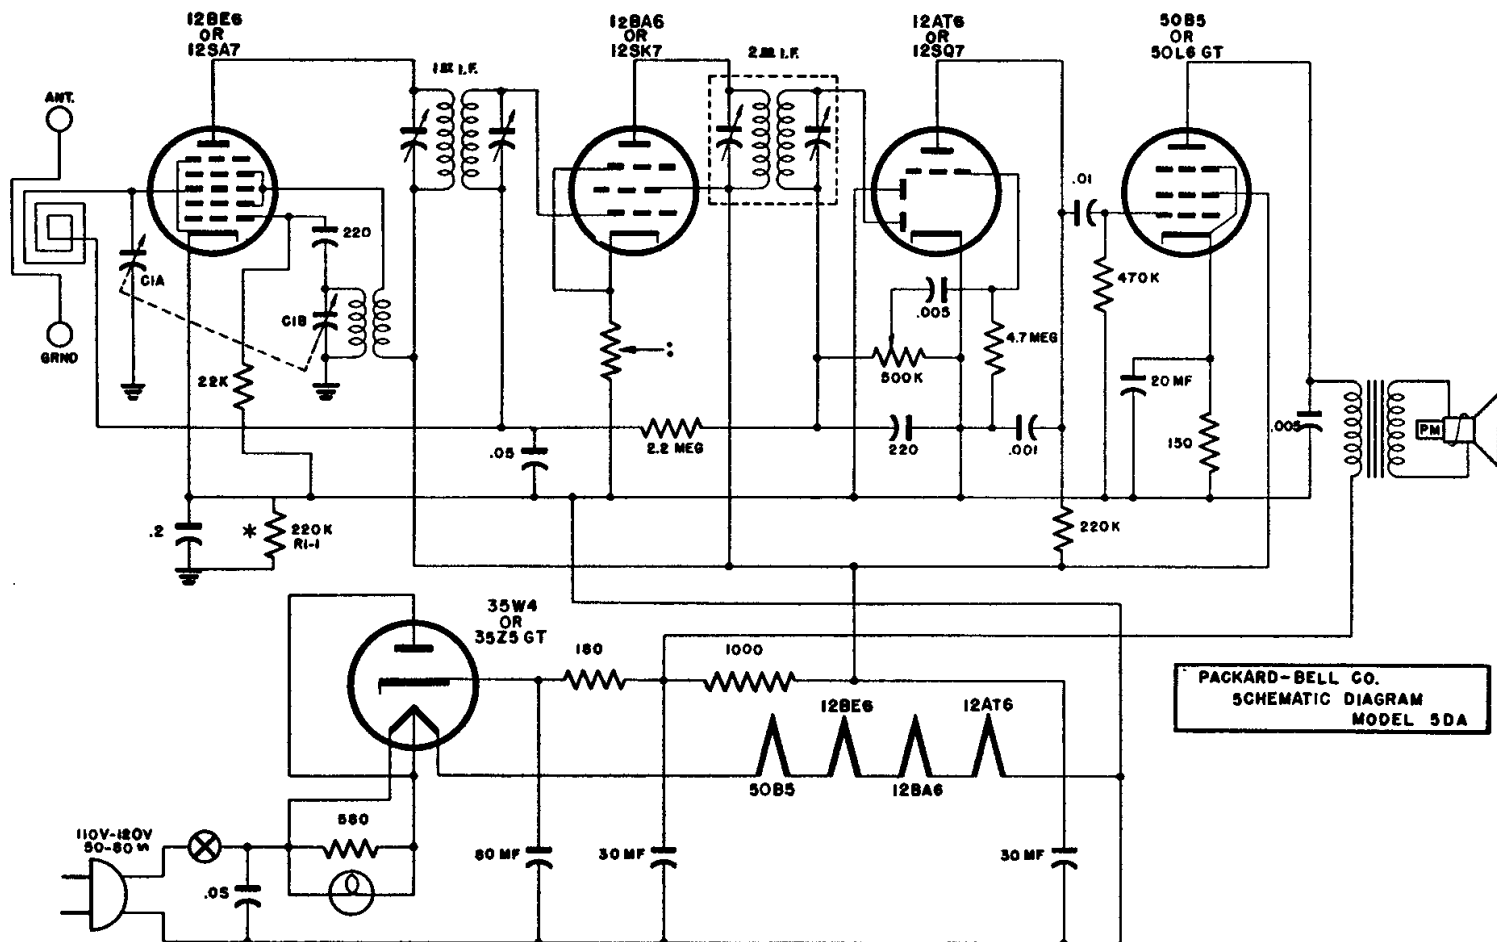 12BE6
OR
12SA7
12BA6
OR
12SK7
12AT6
OR
12SQ7
50B5
OR
50L6 GT
I.F.
I.F.
ANT.
GRND
C1A
C1B
220
22K
.01
470K
.005
4.7 MEG
500K
20 MF
150
.005
PM
.05
2.2 MEG
220
.001
.2
*
220K
R1-1
220K
35W4
OR
35Z5 GT
180
1000
12BE6
12AT6
50B5
12BA6
PACKARD-BELL CO.
SCHEMATIC DIAGRAM
MODEL 5DA
110V-120V
50-60 ~
580
.05
80 MF
30 MF
30 MF